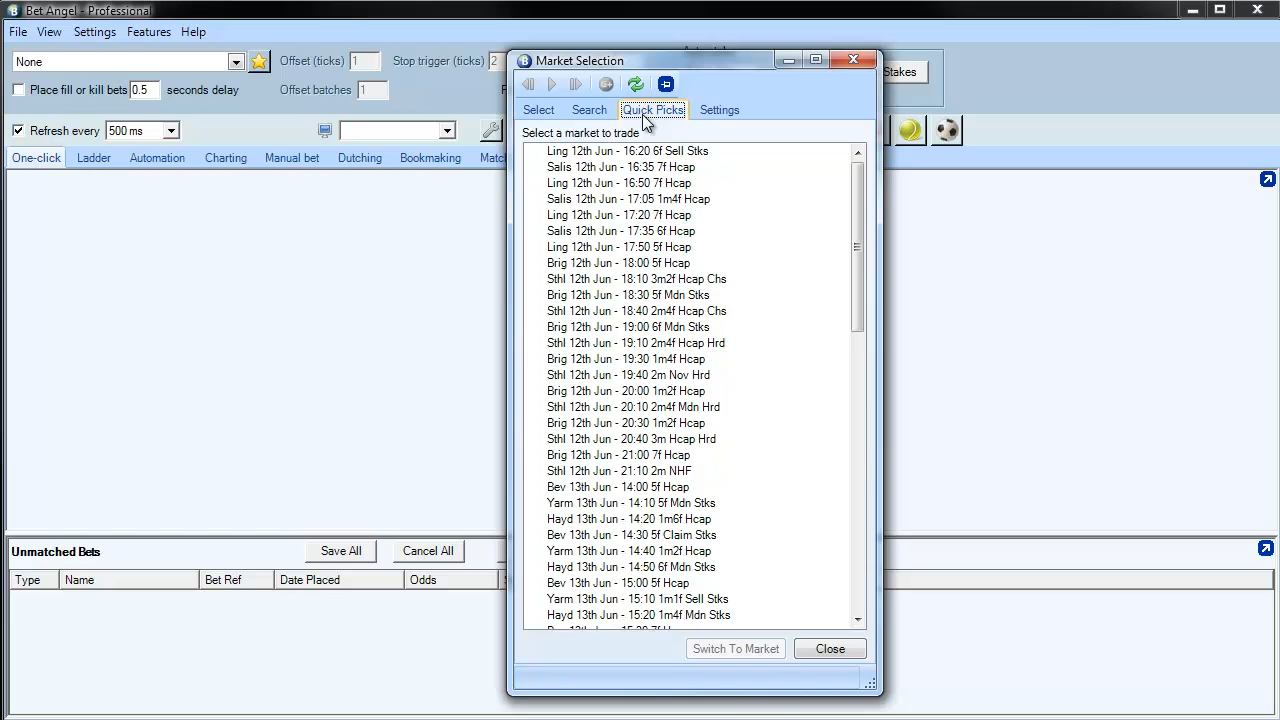 Bet Angel - Professional
File View Settings Features Help
None
Offset (ticks) 1 Stop trigger (ticks) 2
Stakes
Place fill or kill bets 0.5 seconds delay
Offset batches 1
Refresh every 500 ms
One-click Ladder Automation Charting Manual bet Dutching Bookmaking
Market Selection
Select Search Quick Picks Settings
Select a market to trade
Ling 12th Jun - 16:20 6f Sell Stks
Salis 12th Jun - 16:35 7f Hcap
Ling 12th Jun - 16:50 7f Hcap
Salis 12th Jun - 17:05 1m4f Hcap
Ling 12th Jun - 17:20 7f Hcap
Salis 12th Jun - 17:35 6f Hcap
Ling 12th Jun - 17:50 5f Hcap
Brig 12th Jun - 18:00 5f Hcap
Sthl 12th Jun - 18:10 3m2f Hcap Chs
Brig 12th Jun - 18:30 5f Mdn Stks
Sthl 12th Jun - 18:40 2m4f Hcap Chs
Brig 12th Jun - 19:00 6f Mdn Stks
Sthl 12th Jun - 19:10 2m4f Hcap Hrd
Brig 12th Jun - 19:30 1m4f Hcap
Sthl 12th Jun - 19:40 2m Nov Hrd
Brig 12th Jun - 20:00 1m2f Hcap
Sthl 12th Jun - 20:10 2m4f Mdn Hrd
Brig 12th Jun - 20:30 1m2f Hcap
Sthl 12th Jun - 20:40 3m Hcap Hrd
Brig 12th Jun - 21:00 7f Hcap
Sthl 12th Jun - 21:10 2m NHF
Bev 13th Jun - 14:00 5f Hcap
Yarm 13th Jun - 14:10 5f Mdn Stks
Hayd 13th Jun - 14:20 1m6f Hcap
Bev 13th Jun - 14:30 5f Claim Stks
Yarm 13th Jun - 14:40 1m2f Hcap
Hayd 13th Jun - 14:50 6f Mdn Stks
Bev 13th Jun - 15:00 5f Hcap
Yarm 13th Jun - 15:10 1m1f Sell Stks
Hayd 13th Jun - 15:20 1m4f Mdn Stks
Switch To Market Close
Unmatched Bets Save All Cancel All
Type Name Bet Ref Date Placed Odds